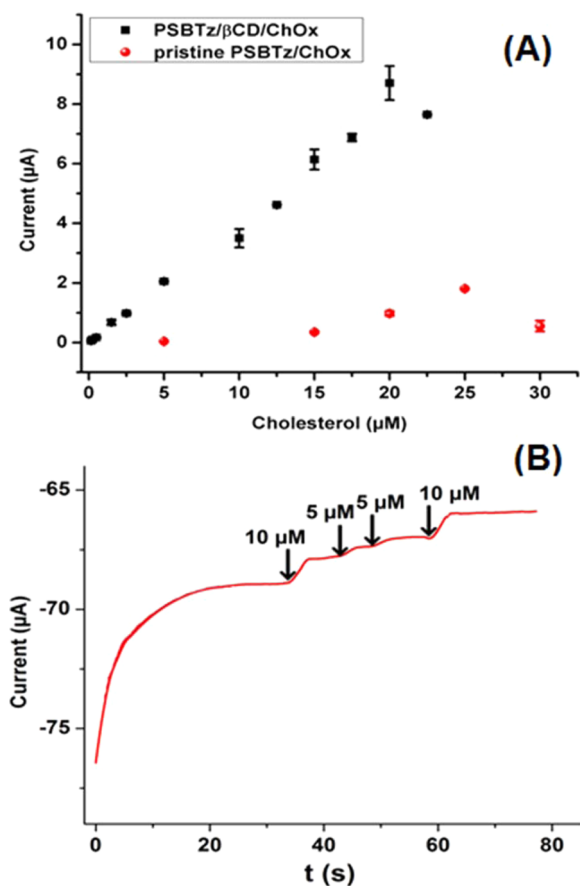 PSBTz/βCD/ChOx
pristine PSBTz/ChOx
(A)
10
8
6
4
2
0
Current (µA)
0 5 10 15 20 25 30
Cholesterol (µM)
(B)
-65
-70
-75
Current (µA)
10 µM
5 µM
5 µM
10 µM
0 20 40 60 80
t (s)